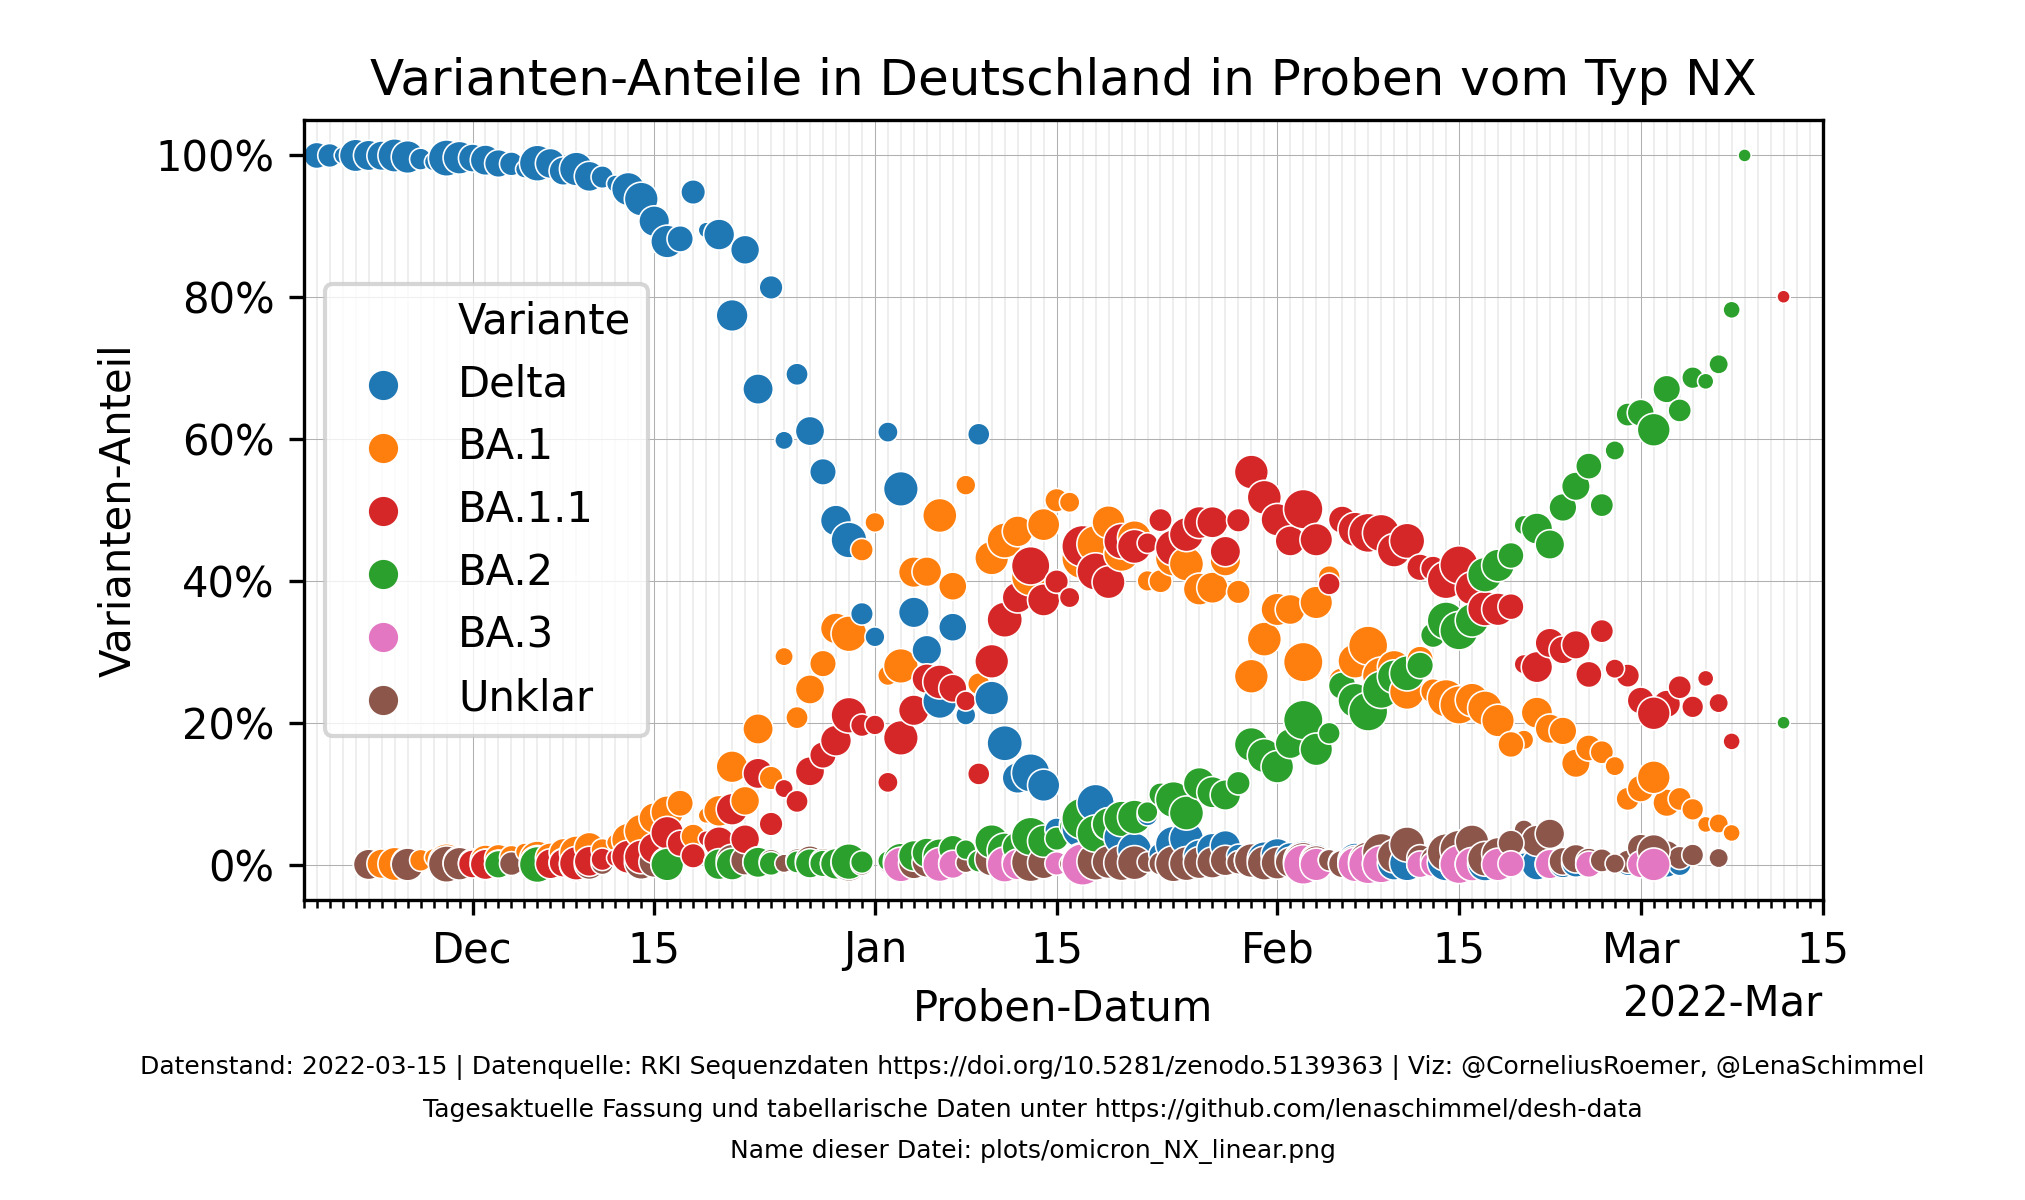 Varianten-Anteile in Deutschland in Proben vom Typ NX
Varianten-Anteil
100%
80%
60%
40%
20%
0%
Variante
Delta
BA.1
BA.1.1
BA.2
BA.3
Unklar
Dec 15 Jan 15 Feb 15 Mar 15
Proben-Datum
2022-Mar
Datenstand: 2022-03-15 | Datenquelle: RKI Sequenzdaten https://doi.org/10.5281/zenodo.5139363 | Viz: @CorneliusRoemer, @LenaSchimmel
Tagesaktuelle Fassung und tabellarische Daten unter https://github.com/lenaschimmel/desh-data
Name dieser Datei: plots/omicron_NX_linear.png